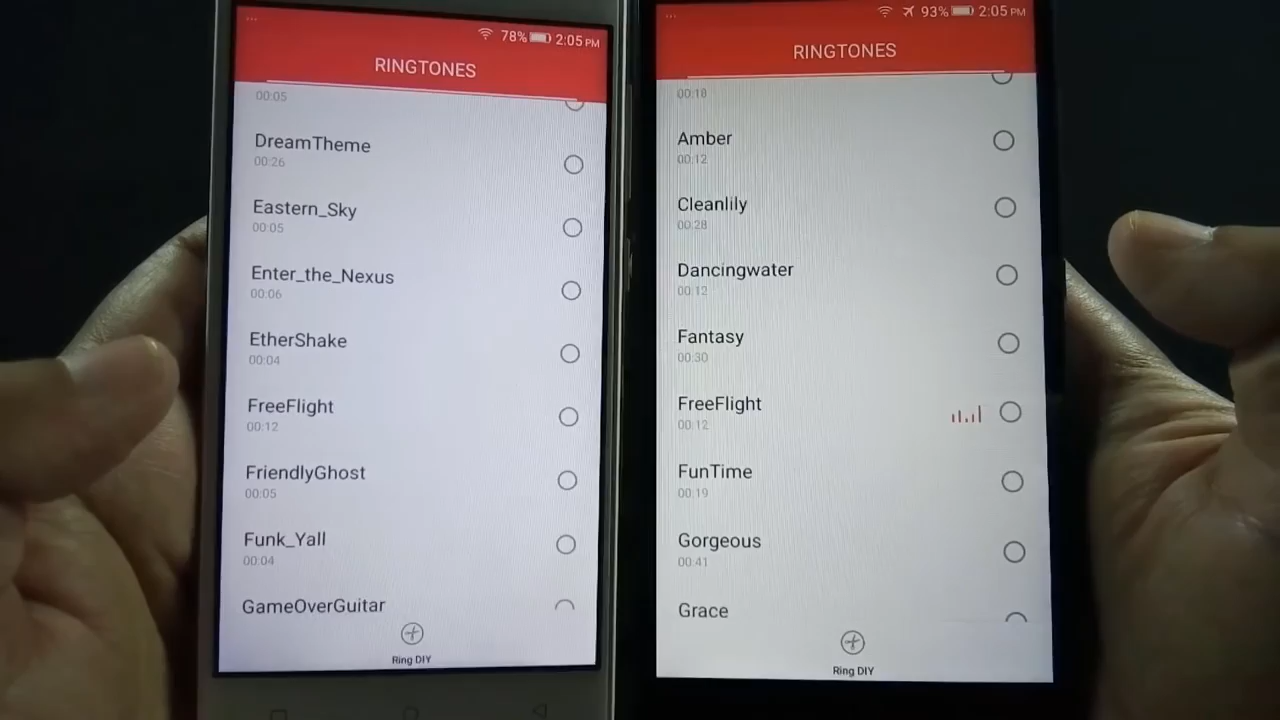 78% 2:05 PM
RINGTONES
00:05
DreamTheme
00:26
Eastern_Sky
00:05
Enter_the_Nexus
00:06
EtherShake
00:04
FreeFlight
00:12
FriendlyGhost
00:05
Funk_Yall
00:04
GameOverGuitar
Ring DIY
93% 2:05 PM
RINGTONES
00:18
Amber
00:12
Cleanlily
00:28
Dancingwater
00:12
Fantasy
00:30
FreeFlight
00:12
FunTime
00:19
Gorgeous
00:41
Grace
Ring DIY